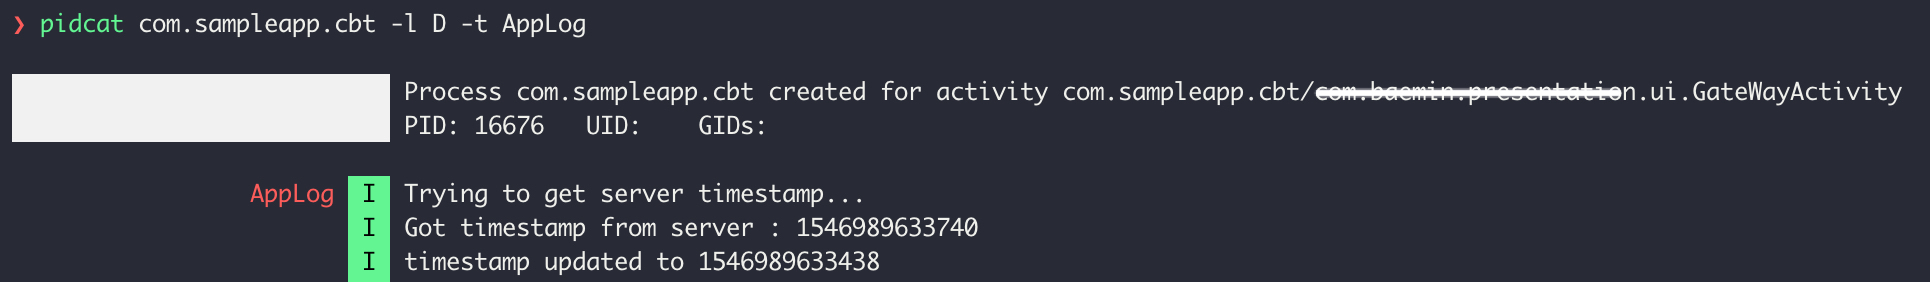 ❯ pidcat com.sampleapp.cbt -l D -t AppLog
Process com.sampleapp.cbt created for activity com.sampleapp.cbt/com.baemin.presentation.ui.GateWayActivity
PID: 16676 UID: GIDs:
AppLog I Trying to get server timestamp...
I Got timestamp from server : 1546989633740
I timestamp updated to 1546989633438